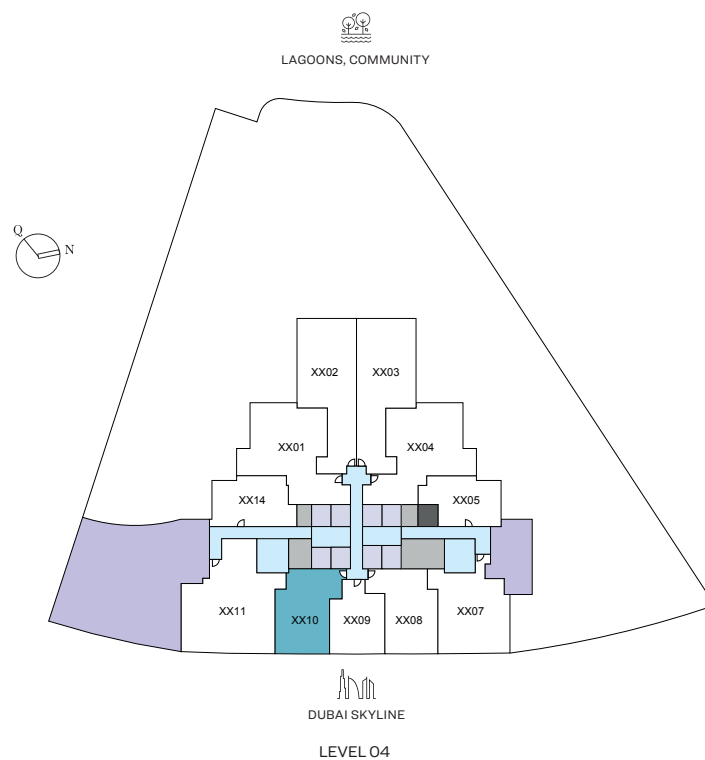 LAGOONS, COMMUNITY
Q
N
XX02
XX03
XX01
XX04
XX14
XX05
XX11
XX10
XX09
XX08
XX07
DUBAI SKYLINE
LEVEL 04